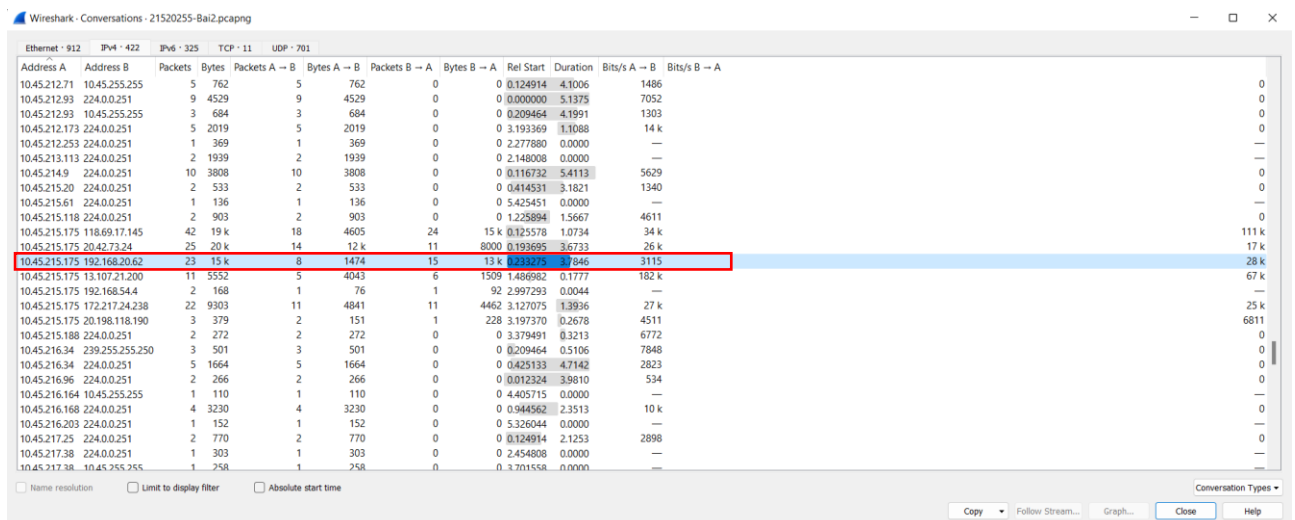 Wireshark · Conversations · 21520255-Bai2.pcapng
Ethernet · 912 IPv4 · 422 IPv6 · 325 TCP · 11 UDP · 701
Address A Address B Packets Bytes Packets A → B Bytes A → B Packets B → A Bytes B → A Rel Start Duration Bits/s A → B Bits/s B → A
10.45.212.71 10.45.255.255 5 762 5 762 0 0 0.124914 4.1006 1486 0
10.45.212.93 224.0.0.251 9 4529 9 4529 0 0 0.000000 5.1375 7052 0
10.45.212.93 10.45.255.255 3 684 3 684 0 0 0.209464 4.1991 1303 0
10.45.212.173 224.0.0.251 5 2019 5 2019 0 0 3.193369 1.1088 14 k 0
10.45.212.253 224.0.0.251 1 369 1 369 0 0 2.277880 0.0000 — —
10.45.213.113 224.0.0.251 2 1939 2 1939 0 0 2.148008 0.0000 — —
10.45.214.9 224.0.0.251 10 3808 10 3808 0 0 0.116732 5.4113 5629 0
10.45.215.20 224.0.0.251 2 533 2 533 0 0 0.414531 3.1821 1340 0
10.45.215.61 224.0.0.251 1 136 1 136 0 0 5.425451 0.0000 — —
10.45.215.118 224.0.0.251 2 903 2 903 0 0 1.225894 1.5667 4611 0
10.45.215.175 118.69.17.145 42 19 k 18 4605 24 15 k 0.125578 1.0734 34 k 111 k
10.45.215.175 20.42.73.24 25 20 k 14 12 k 11 8000 0.193695 3.6733 26 k 17 k
10.45.215.175 192.168.20.62 23 15 k 8 1474 15 13 k 0.233275 3.7846 3115 28 k
10.45.215.175 13.107.21.200 11 5552 5 4043 6 1509 1.486982 0.1777 182 k 67 k
10.45.215.175 192.168.54.4 2 168 1 76 1 92 2.997293 0.0044 — —
10.45.215.175 172.217.24.238 22 9303 11 4841 11 4462 3.127075 1.3936 27 k 25 k
10.45.215.175 20.198.118.190 3 379 2 151 1 228 3.197370 0.2678 4511 6811
10.45.215.188 224.0.0.251 2 272 2 272 0 0 3.379491 0.3213 6772 0
10.45.216.34 239.255.255.250 3 501 3 501 0 0 0.209464 0.5106 7848 0
10.45.216.34 224.0.0.251 5 1664 5 1664 0 0 0.425133 4.7142 2823 0
10.45.216.96 224.0.0.251 2 266 2 266 0 0 0.012324 3.9810 534 0
10.45.216.164 10.45.255.255 1 110 1 110 0 0 4.405715 0.0000 — —
10.45.216.168 224.0.0.251 4 3230 4 3230 0 0 0.944562 2.3513 10 k 0
10.45.216.203 224.0.0.251 1 152 1 152 0 0 5.326044 0.0000 — —
10.45.217.25 224.0.0.251 2 770 2 770 0 0 0.124914 2.1253 2898 0
10.45.217.38 224.0.0.251 1 303 1 303 0 0 2.454808 0.0000 — —
10.45.217.38 10.45.255.255 1 258 1 258 0 0 3.701558 0.0000 — —
Name resolution Limit to display filter Absolute start time Conversation Types
Copy Follow Stream... Graph... Close Help